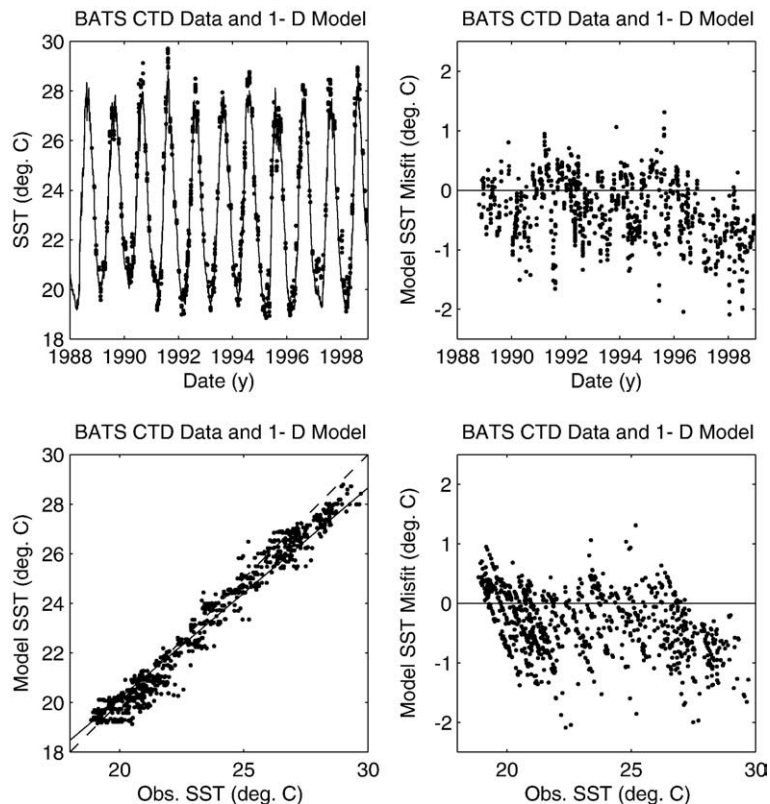 BATS CTD Data and 1- D Model
SST (deg. C)
30
28
26
24
22
20
18
1988 1990 1992 1994 1996 1998
Date (y)
BATS CTD Data and 1- D Model
Model SST Misfit (deg. C)
2
1
0
-1
-2
1988 1990 1992 1994 1996 1998
Date (y)
BATS CTD Data and 1- D Model
Model SST (deg. C)
30
28
26
24
22
20
18
20 25 30
Obs. SST (deg. C)
BATS CTD Data and 1- D Model
Model SST Misfit (deg. C)
2
1
0
-1
-2
20 25 30
Obs. SST (deg. C)